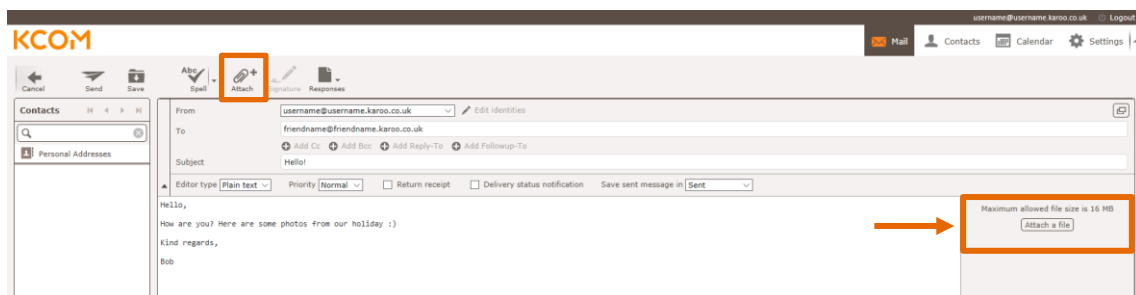 username@username.karoo.co.uk Logout
KCOM
Mail Contacts Calendar Settings
Cancel Send Save Abc Spell Attach Signature Responses
Contacts
Personal Addresses
From username@username.karoo.co.uk Edit identities
To friendname@friendname.karoo.co.uk
Add Cc Add Bcc Add Reply-To Add Followup-To
Subject Hello!
Editor type Plain text Priority Normal Return receipt Delivery status notification Save sent message in Sent
Hello,
How are you? Here are some photos from our holiday :)
Kind regards,
Bob
Maximum allowed file size is 16 MB
Attach a file